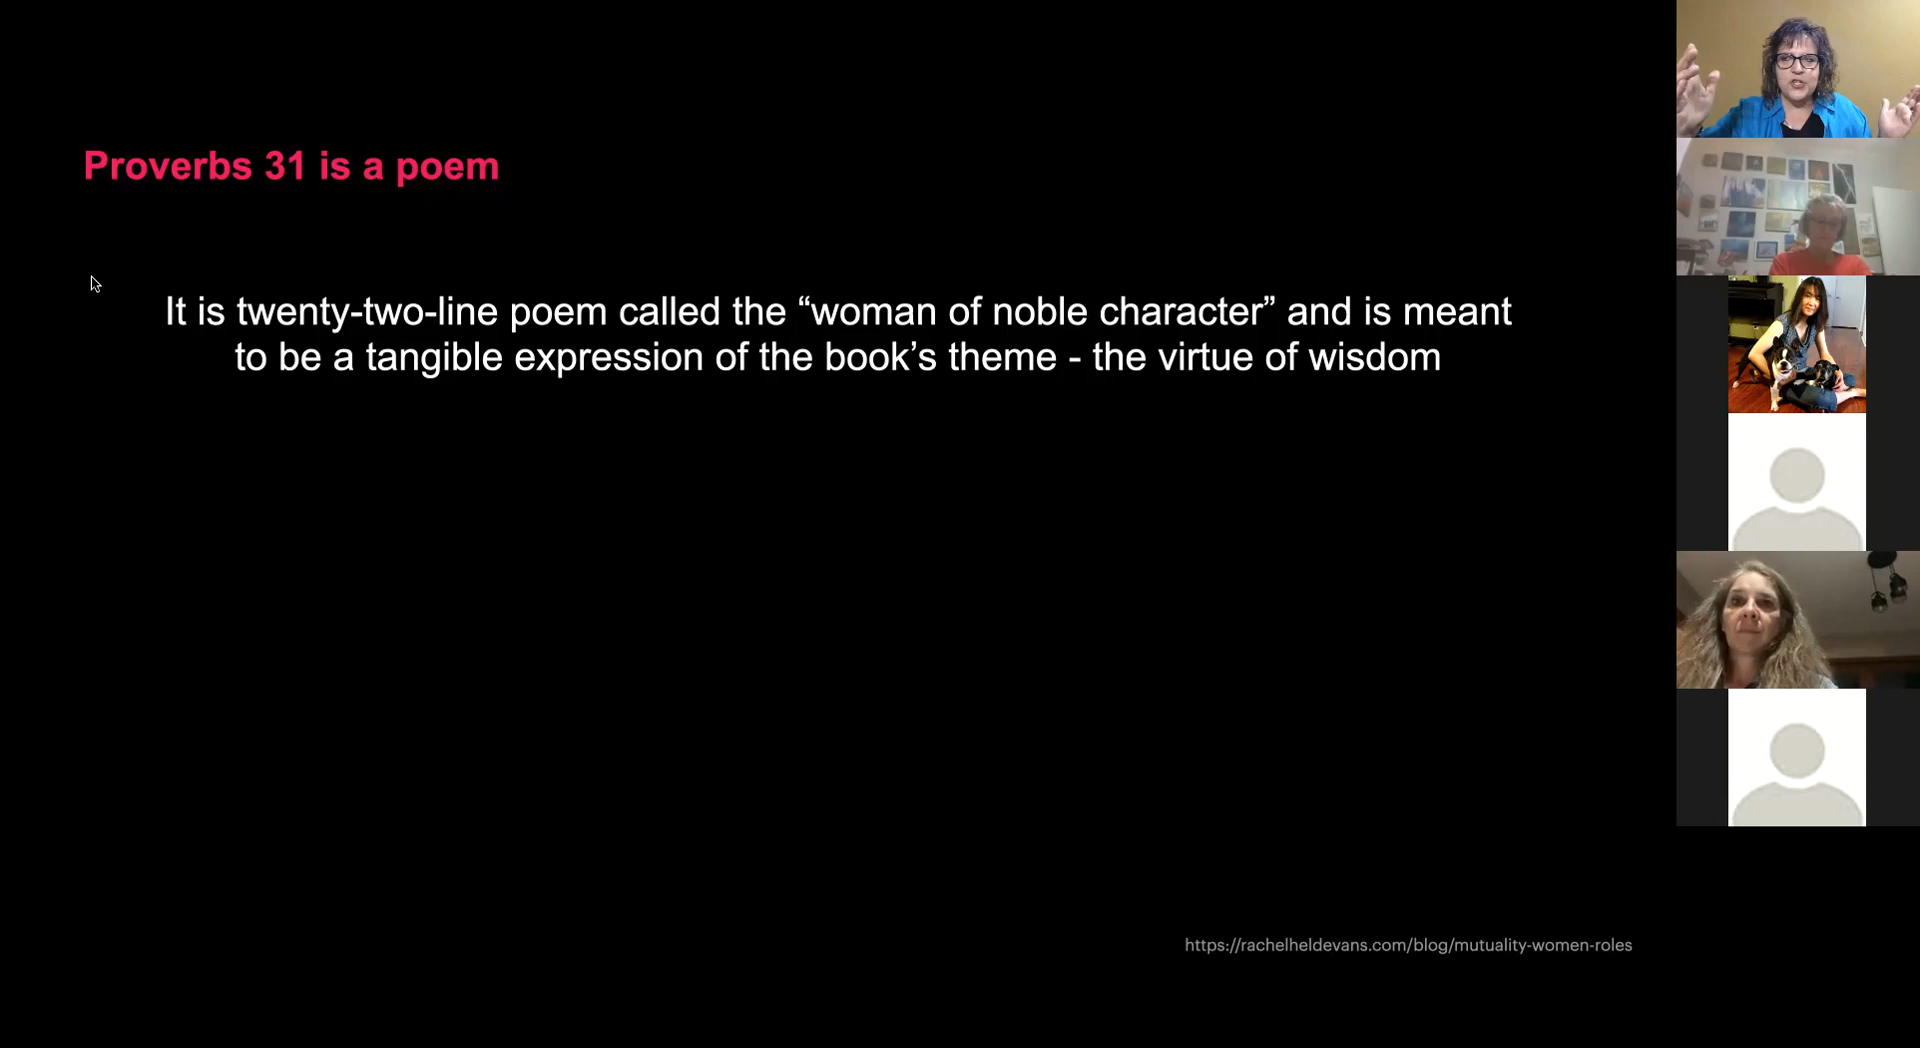 Proverbs 31 is a poem
It is twenty-two-line poem called the “woman of noble character” and is meant
to be a tangible expression of the book’s theme - the virtue of wisdom
https://rachelheldevans.com/blog/mutuality-women-roles